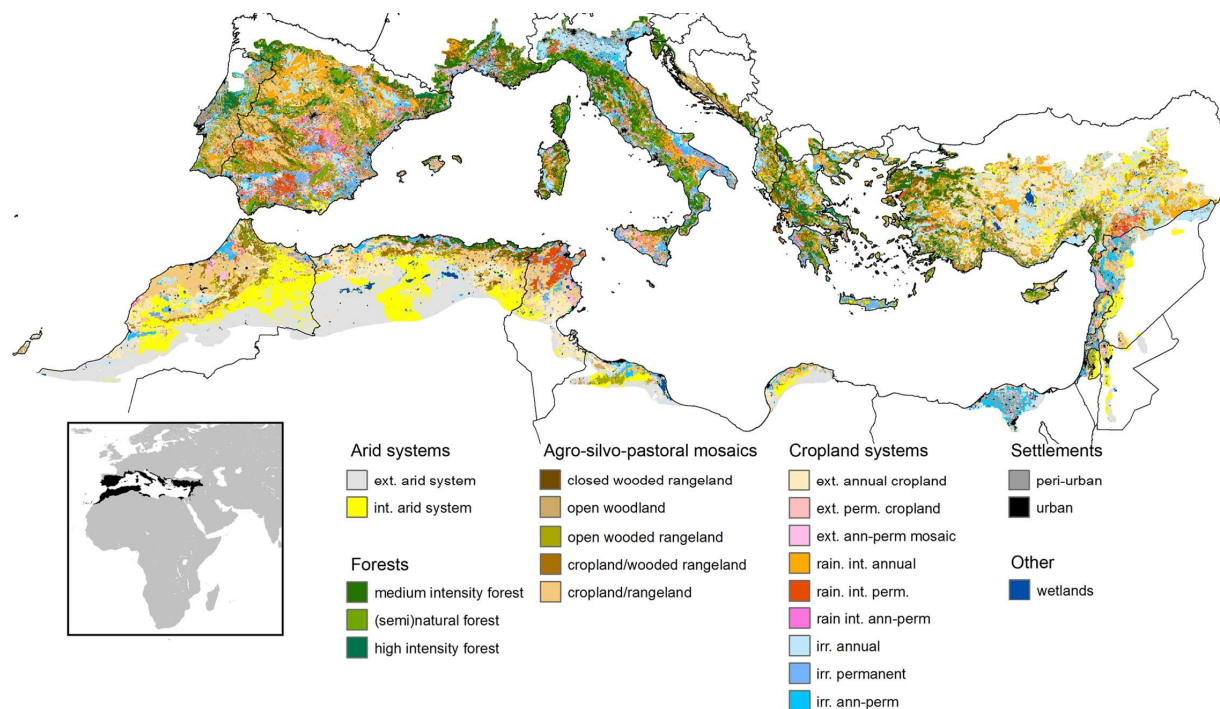 Arid systems
ext. arid system
int. arid system
Forests
medium intensity forest
(semi)natural forest
high intensity forest
Agro-silvo-pastoral mosaics
closed wooded rangeland
open woodland
open wooded rangeland
cropland/wooded rangeland
cropland/rangeland
Cropland systems
ext. annual cropland
ext. perm. cropland
ext. ann-perm mosaic
rain. int. annual
rain. int. perm.
rain int. ann-perm
irr. annual
irr. permanent
irr. ann-perm
Settlements
peri-urban
urban
Other
wetlands